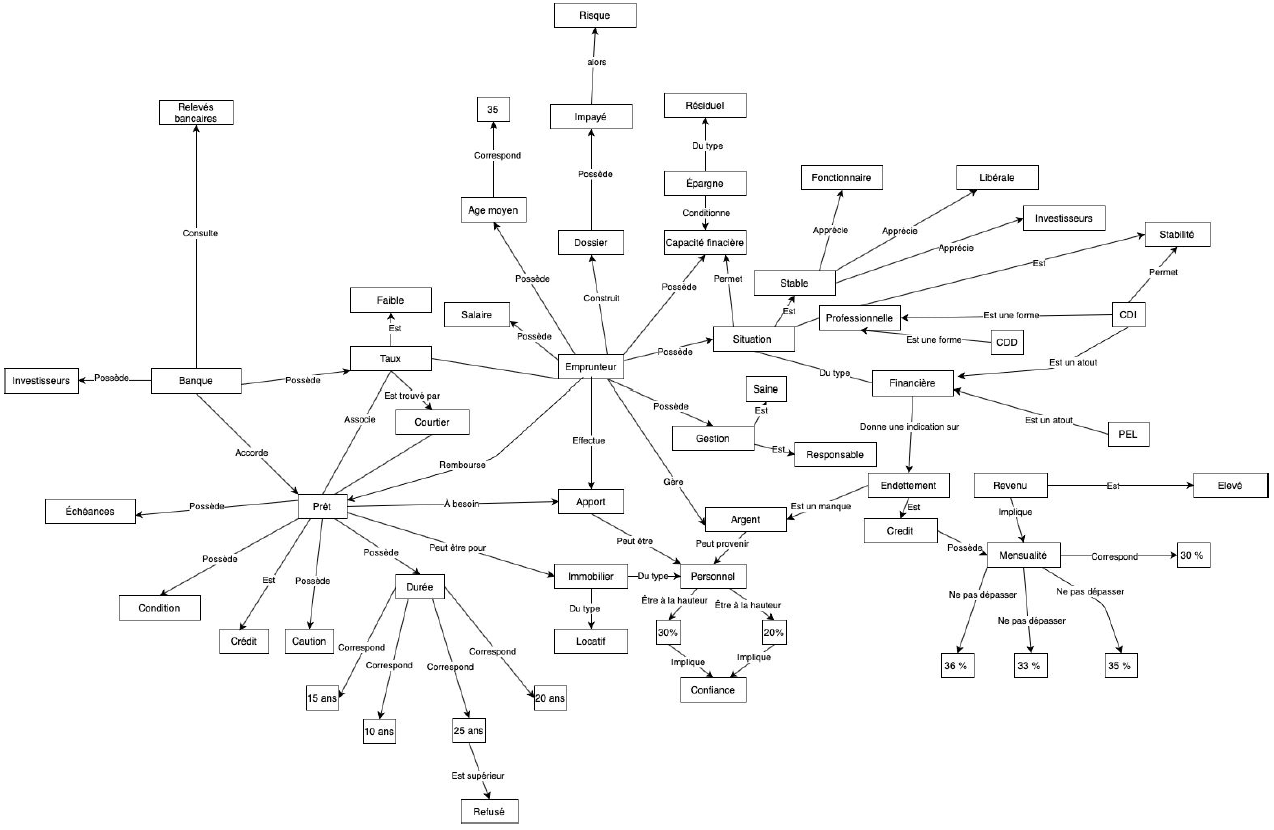 Risque
alors
Relevés
bancaires
35
Impayé
Résiduel
Correspond
Du type
Possède
Fonctionnaire
Libérale
Épargne
Age moyen
Conditionne
Investisseurs
Apprécie
Apprécie
Consulte
Dossier
Capacité finacière
Apprécie
Stabilité
Est
Possède
Permet
Permet
Possède
Stable
Construit
Faible
Salaire
Est
Professionnelle
Est une forme
CDI
Est
Possède
Situation
Est une forme
CDD
Taux
Possède
Emprunteur
Est un atout
Investisseurs
Possède
Banque
Possède
Du type
Financière
Est trouvé par
Saine
Possède
Est
Associe
Courtier
Est un atout
PEL
Donne une indication sur
Effectue
Gestion
Est
Responsable
Accorde
Rembourse
Gère
Endettement
Revenu
Est
Elevé
Échéances
Possède
Prêt
À besoin
Apport
Est un manque
Est
Implique
Argent
Credit
Peut être
Peut provenir
Possède
Mensualité
Correspond
30 %
Possède
Possède
Peut être pour
Est
Possède
Immobilier
Du type
Personnel
Durée
Ne pas dépasser
Ne pas dépasser
Condition
Du type
Être à la hauteur
Être à la hauteur
Ne pas dépasser
Crédit
Caution
Locatif
30%
20%
Correspond
Correspond
Correspond
Correspond
Implique
Implique
36 %
33 %
35 %
Confiance
15 ans
20 ans
10 ans
25 ans
Est supérieur
Refusé